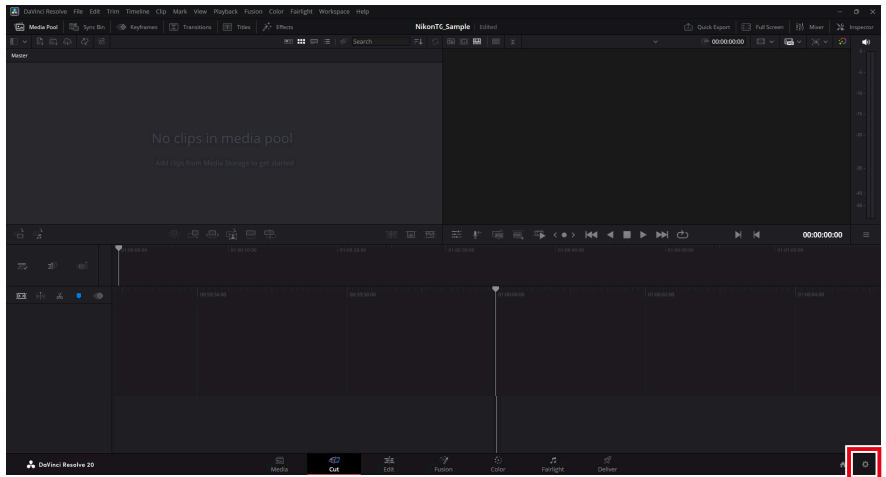 DaVinci Resolve File Edit Trim Timeline Clip Mark View Playback Fusion Color Fairlight Workspace Help
Media Pool Sync Bin Keyframes Transitions Titles Effects NikonTG_Sample Edited Quick Export Full Screen Mixer Inspector
Search 00:00:00:00
Master
No clips in media pool
Add clips from Media Storage to get started
00:00:00:00
DaVinci Resolve 20
Media Cut Edit Fusion Color Fairlight Deliver